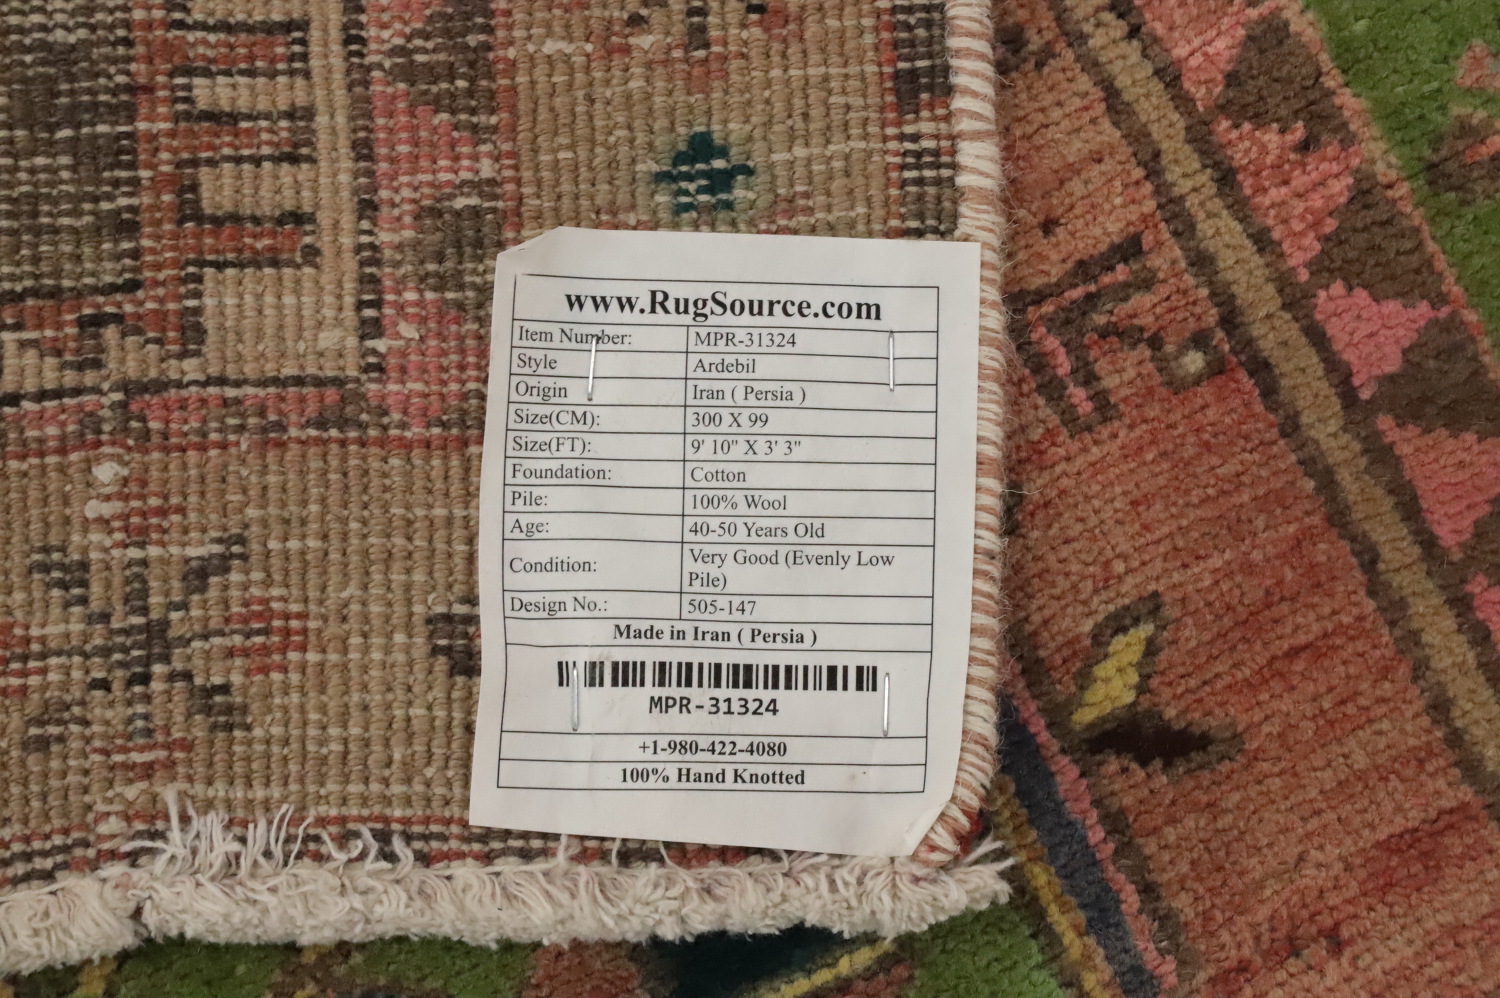 www.RugSource.com
Item Number: MPR-31324
Style Ardebil
Origin Iran ( Persia )
Size(CM): 300 X 99
Size(FT): 9' 10" X 3' 3"
Foundation: Cotton
Pile: 100% Wool
Age: 40-50 Years Old
Condition: Very Good (Evenly Low
Pile)
Design No.: 505-147
Made in Iran ( Persia )
MPR-31324
+1-980-422-4080
100% Hand Knotted